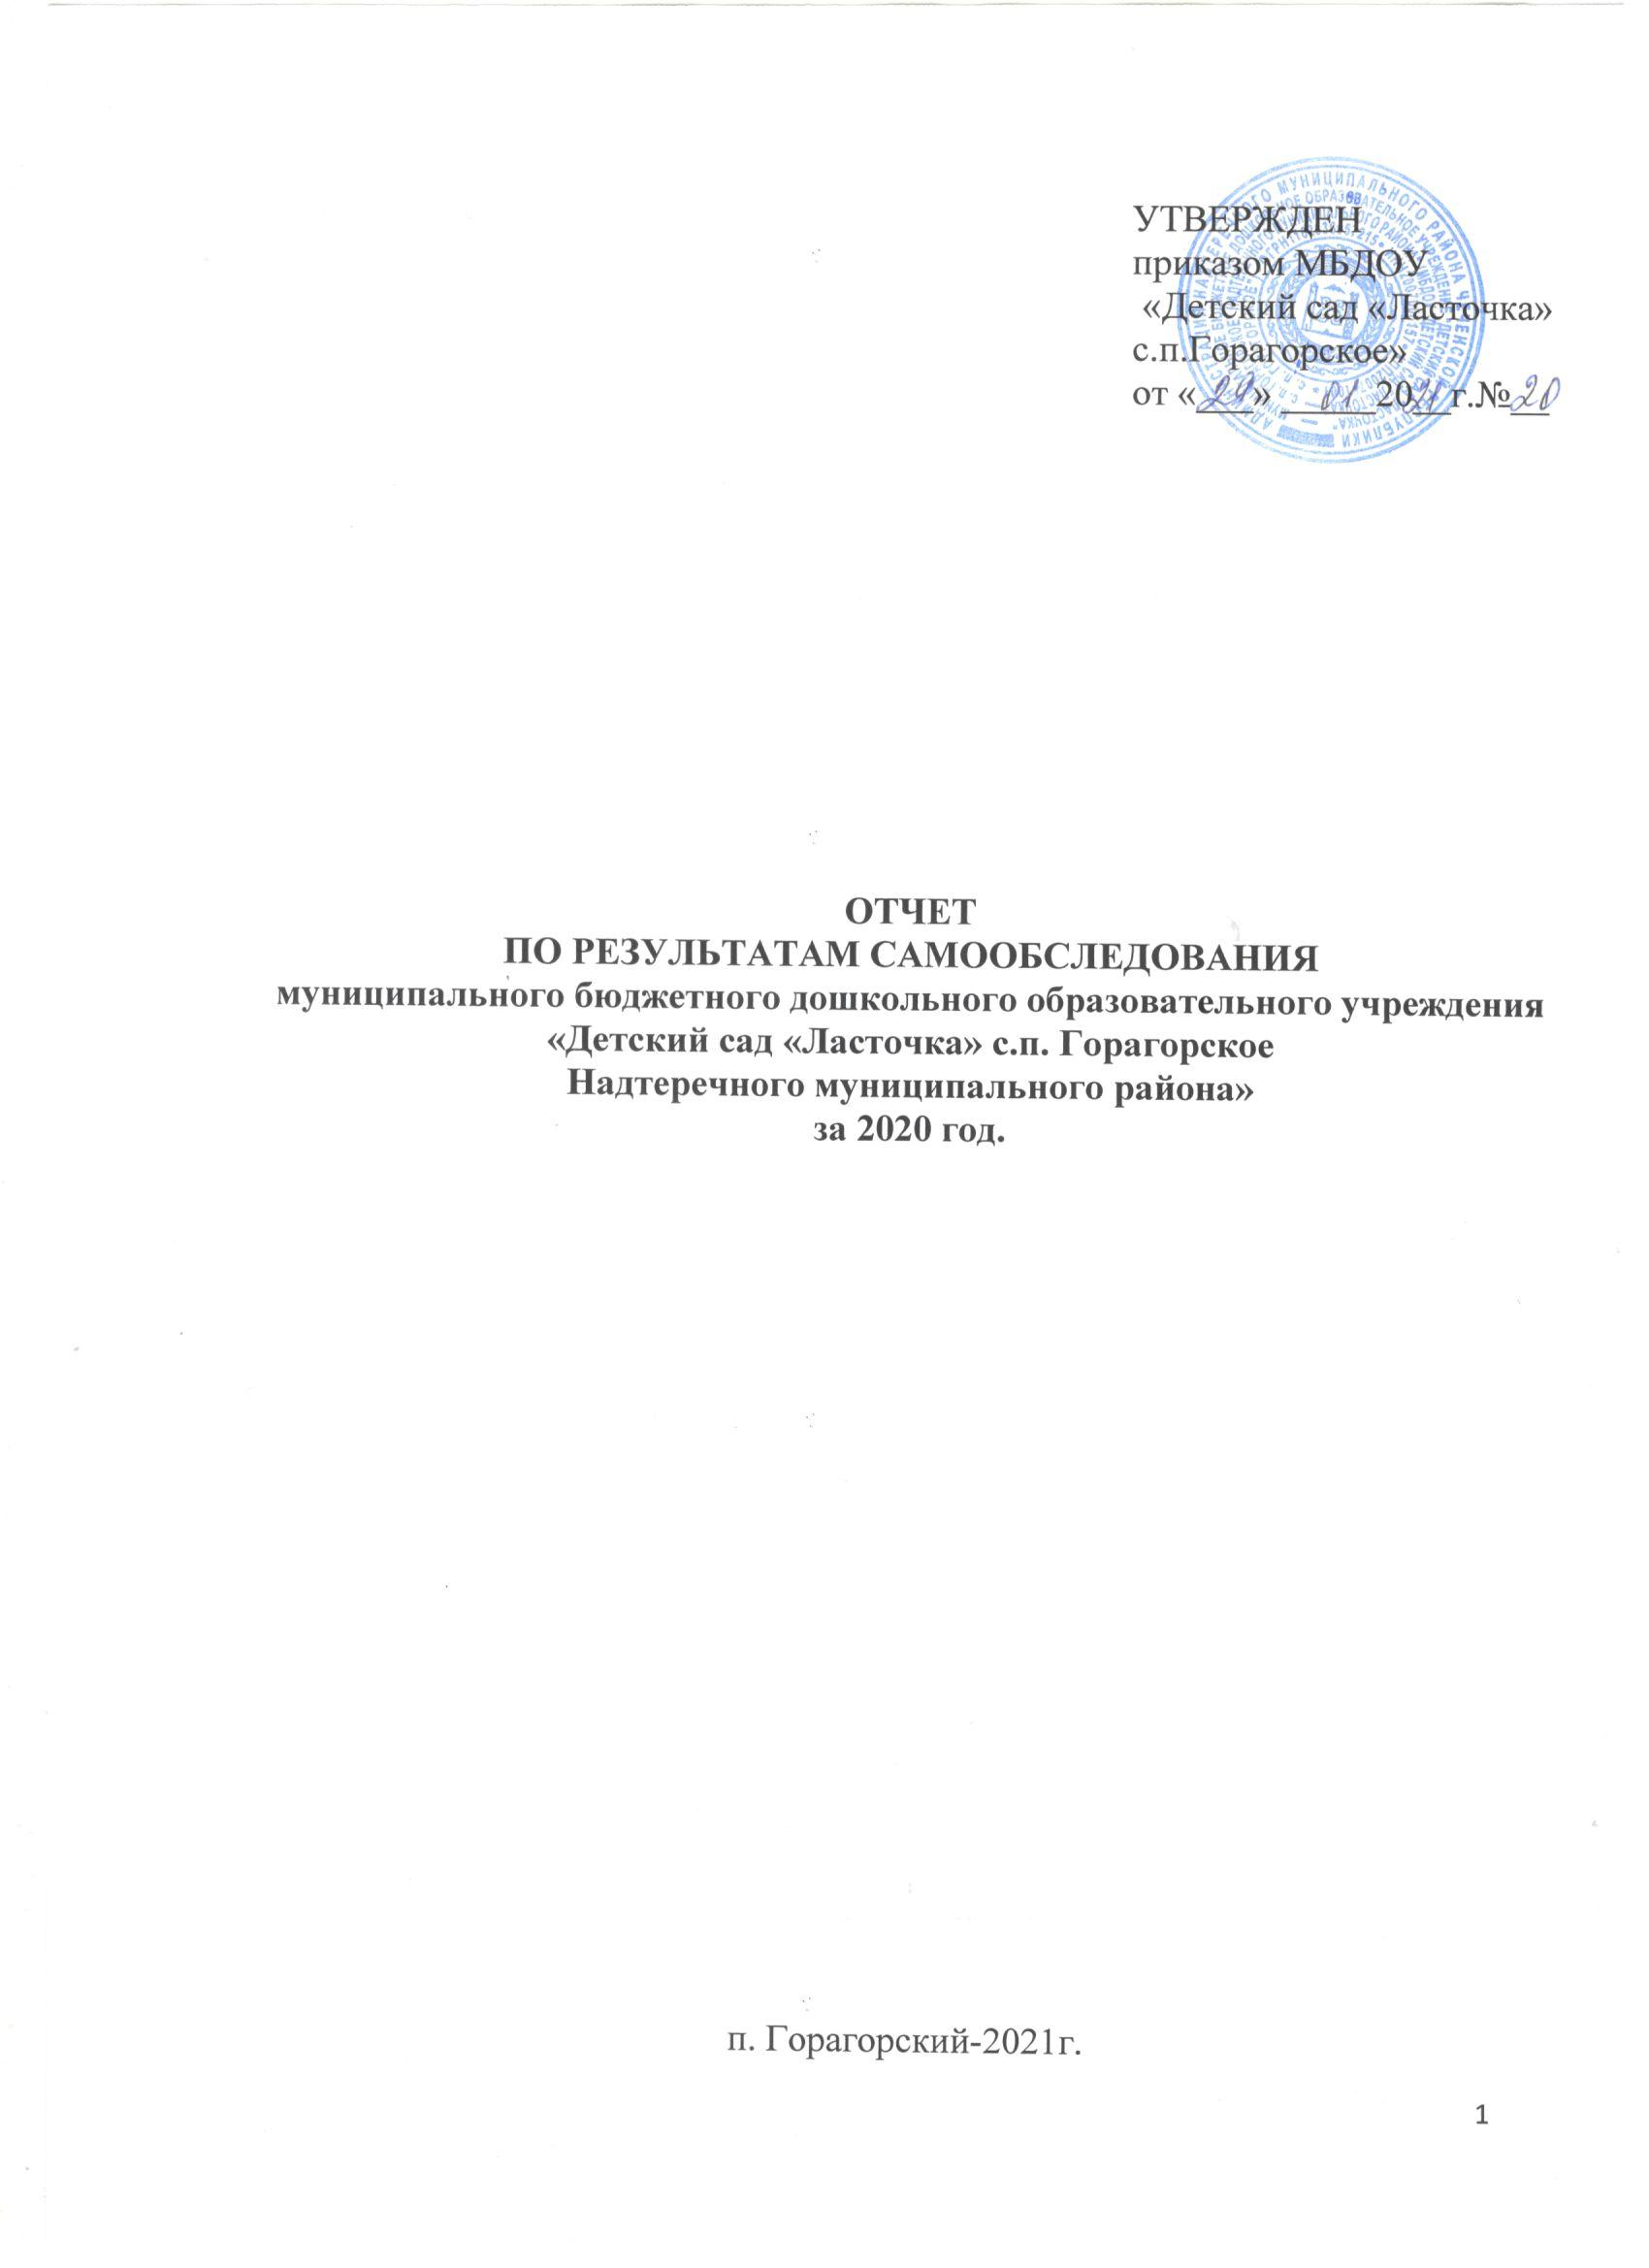 УТВЕРЖДЕН
приказом МБДОУ
«Детский сад «Ласточка»
с.п.Горагорское»
от «29» 01 2021г.№20
ОТЧЕТ
ПО РЕЗУЛЬТАТАМ САМООБСЛЕДОВАНИЯ
муниципального бюджетного дошкольного образовательного учреждения
«Детский сад «Ласточка» с.п. Горагорское
Надтеречного муниципального района»
за 2020 год.
п. Горагорский-2021г.
1